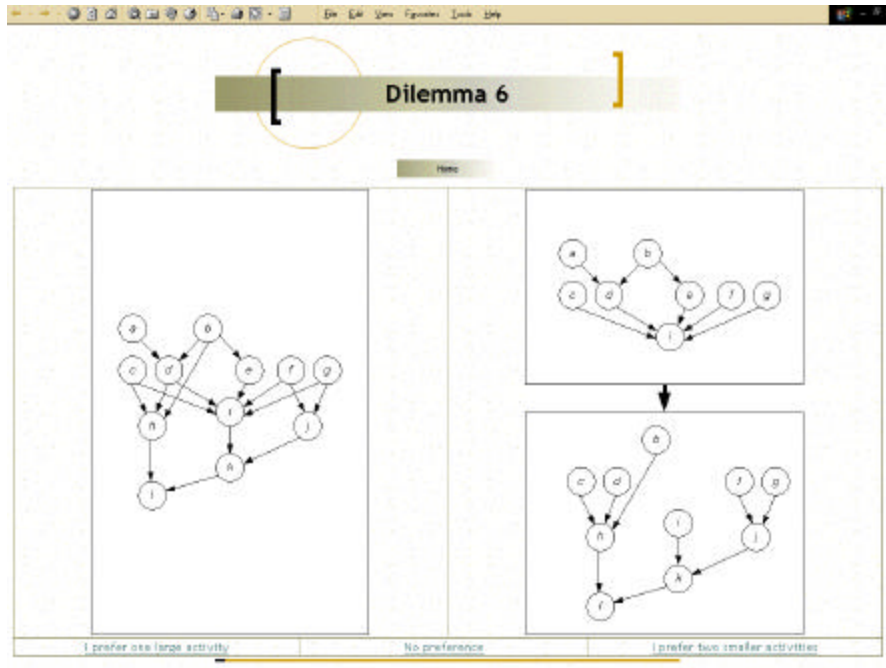 File Edit View Favorites Tools Help
Dilemma 6
Home
a b
c d e f g
h i j
k
l
a b
c d e f g
i
b
c d f g
i
h j
k
l
I prefer one large activity No preference I prefer two smaller activities